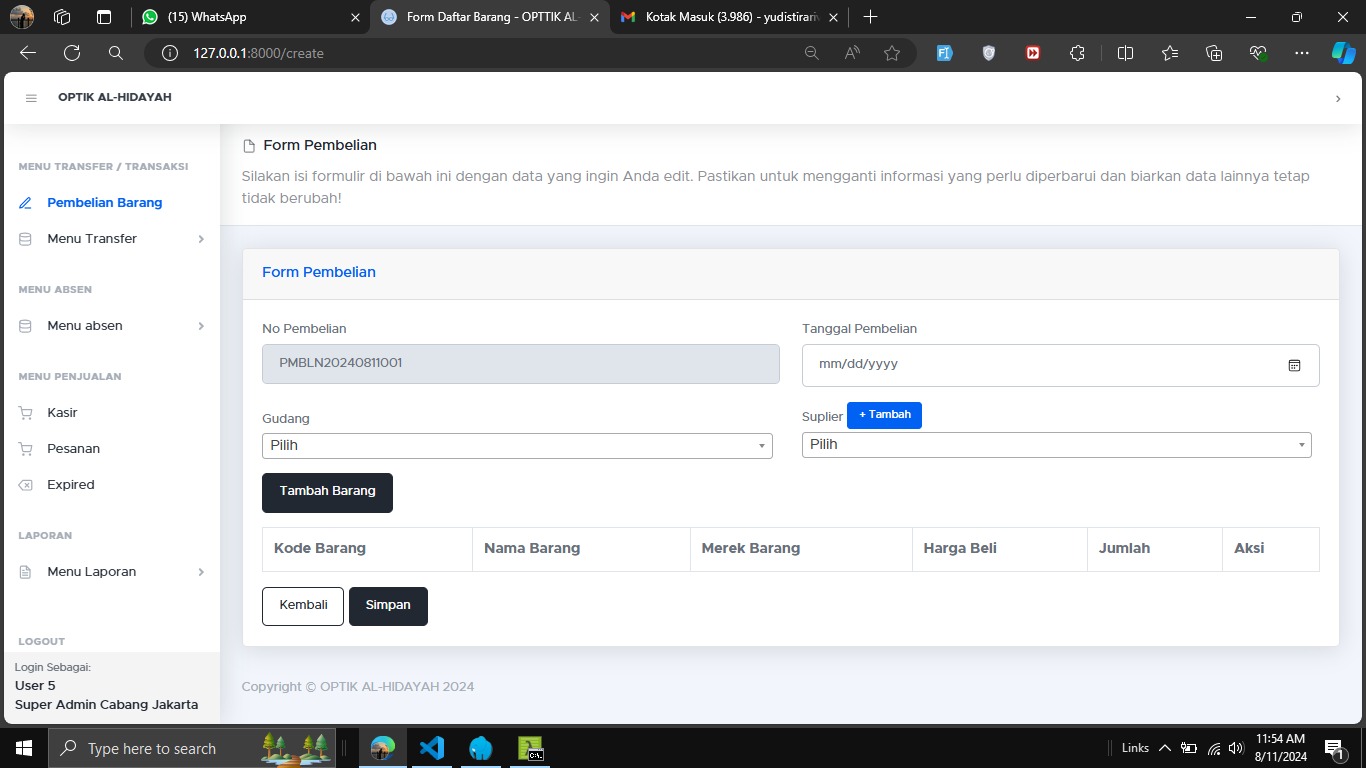 (15) WhatsApp
Form Daftar Barang - OPTTIK AL-
Kotak Masuk (3.986) - yudistirariv
127.0.0.1:8000/create
OPTIK AL-HIDAYAH
MENU TRANSFER / TRANSAKSI
Pembelian Barang
Menu Transfer
MENU ABSEN
Menu absen
MENU PENJUALAN
Kasir
Pesanan
Expired
LAPORAN
Menu Laporan
LOGOUT
Login Sebagai:
User 5
Super Admin Cabang Jakarta
Form Pembelian
Silakan isi formulir di bawah ini dengan data yang ingin Anda edit. Pastikan untuk mengganti informasi yang perlu diperbarui dan biarkan data lainnya tetap
tidak berubah!
Form Pembelian
No Pembelian
PMBLN20240811001
Tanggal Pembelian
mm/dd/yyyy
Gudang
Pilih
Suplier + Tambah
Pilih
Tambah Barang
Kode Barang Nama Barang Merek Barang Harga Beli Jumlah Aksi
Kembali Simpan
Copyright © OPTIK AL-HIDAYAH 2024
Type here to search
Links
11:54 AM
8/11/2024
1